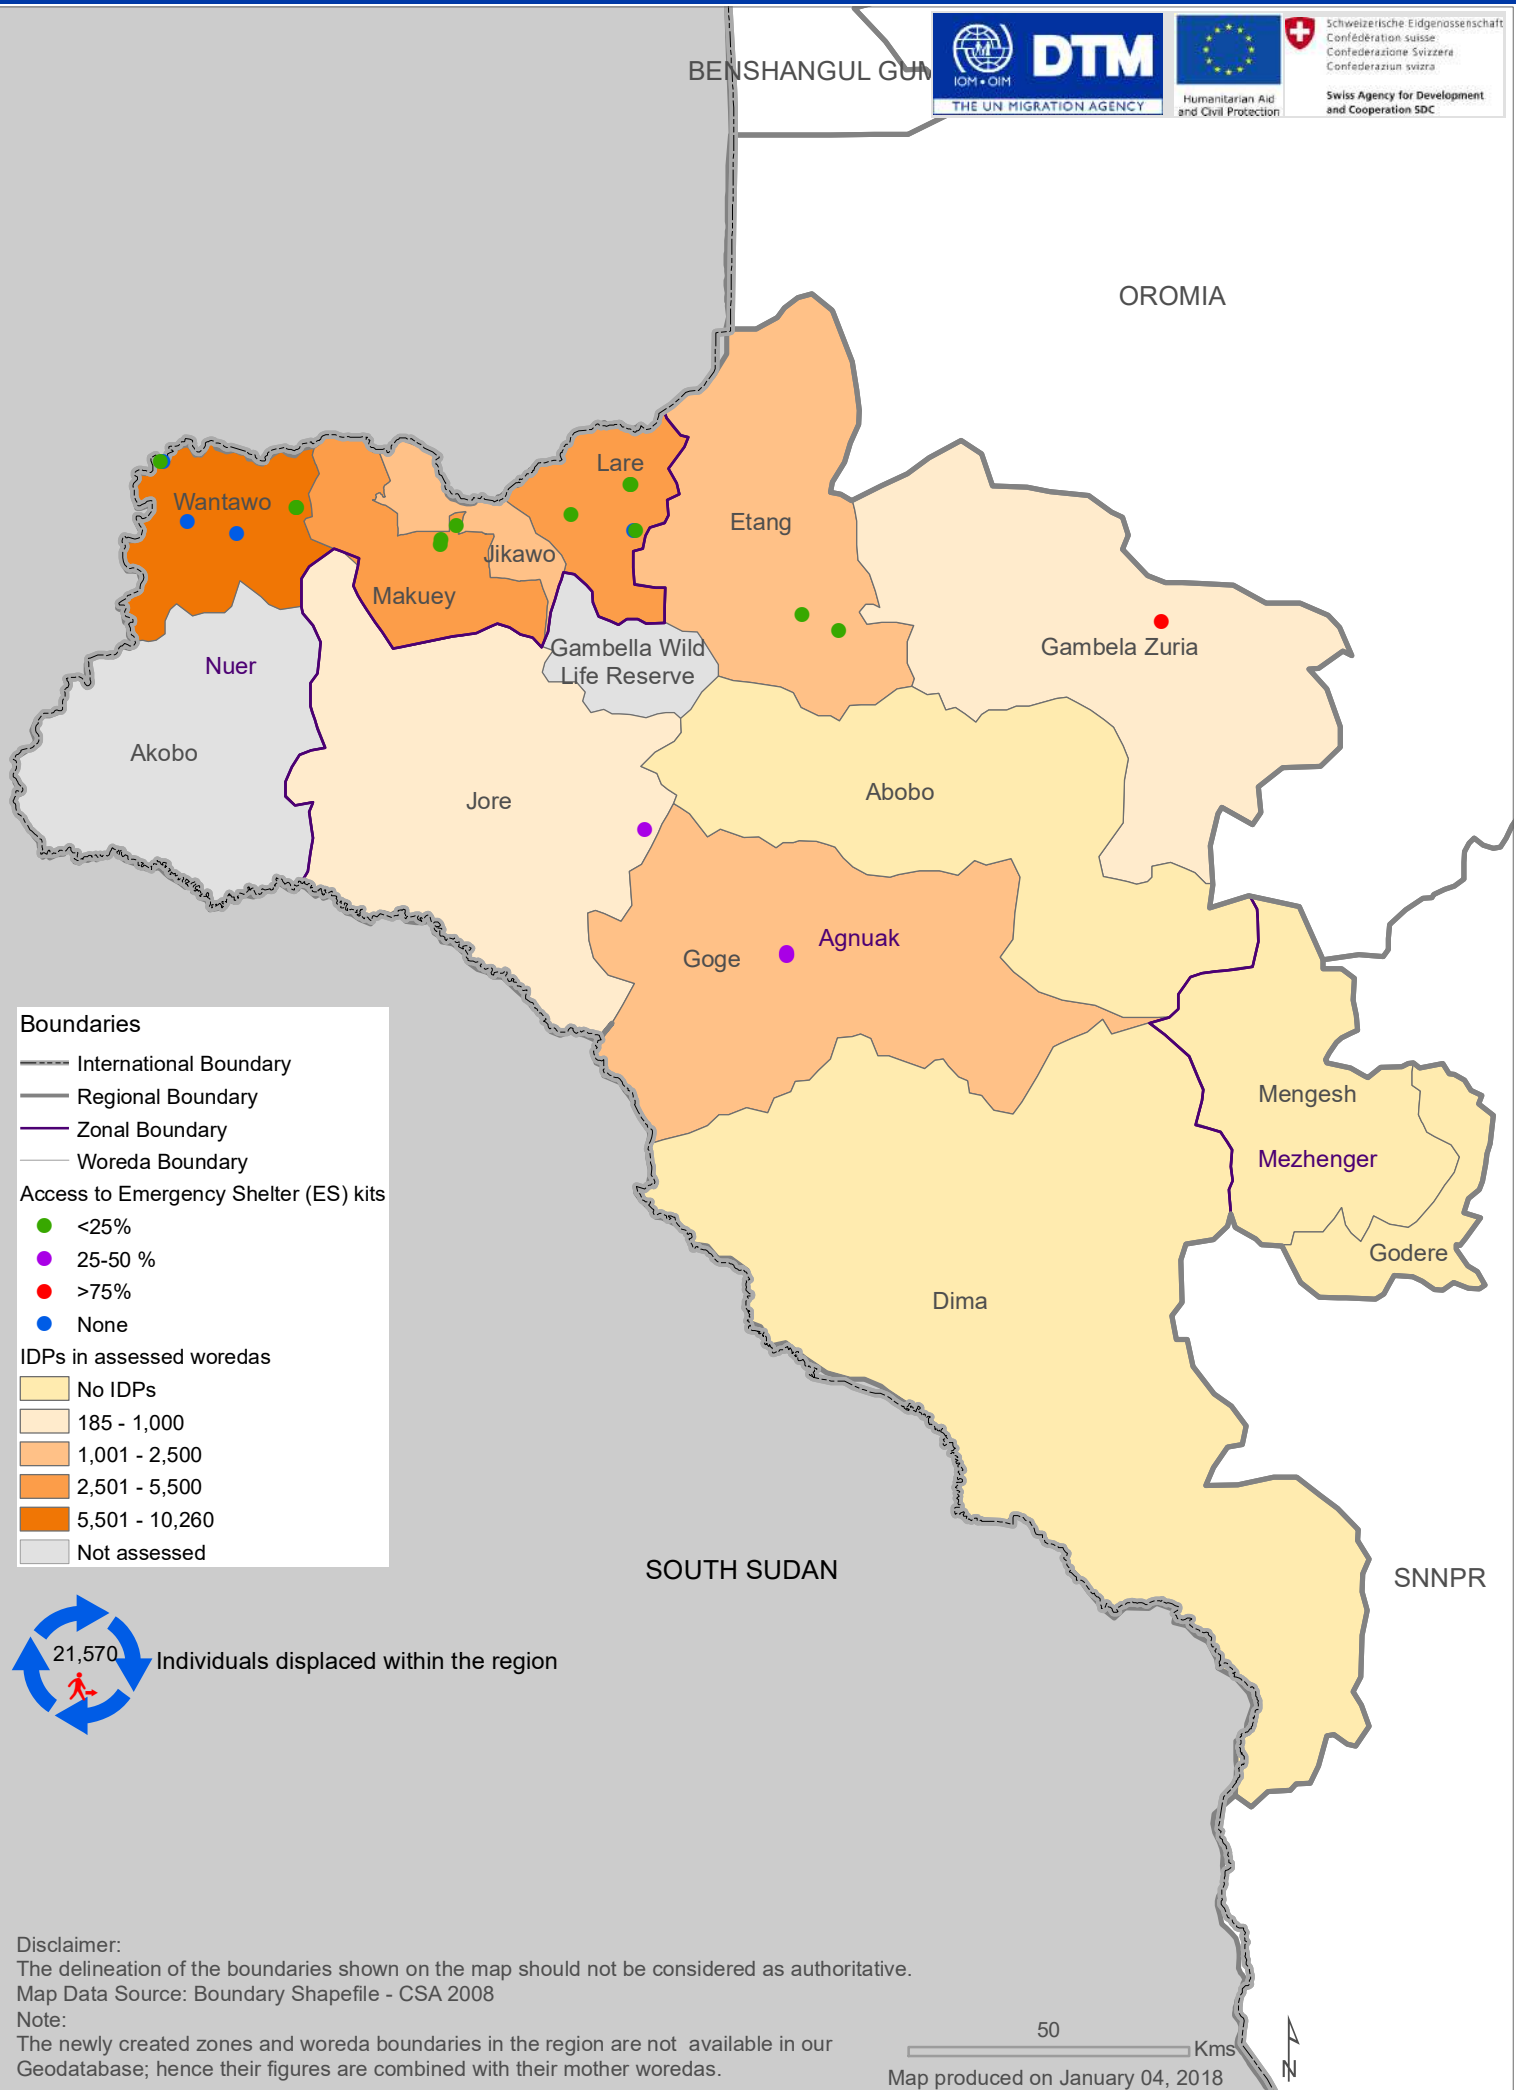 BENSHANGUL GUM
IOM • OIM
DTM
THE UN MIGRATION AGENCY
Humanitarian Aid
and Civil Protection
Schweizerische Eidgenossenschaft
Confédération suisse
Confederazione Svizzera
Confederaziun svizra
Swiss Agency for Development
and Cooperation SDC
OROMIA
Lare
Wantawo
Etang
Jikawo
Makuey
Gambella Wild
Life Reserve
Gambela Zuria
Nuer
Akobo
Jore
Abobo
Agnuak
Goge
Mengesh
Mezhenger
Godere
Dima
SOUTH SUDAN
SNNPR
Boundaries
International Boundary
Regional Boundary
Zonal Boundary
Woreda Boundary
Access to Emergency Shelter (ES) kits
<25%
25-50 %
>75%
None
IDPs in assessed woredas
No IDPs
185 - 1,000
1,001 - 2,500
2,501 - 5,500
5,501 - 10,260
Not assessed
21,570
Individuals displaced within the region
Disclaimer:
The delineation of the boundaries shown on the map should not be considered as authoritative.
Map Data Source: Boundary Shapefile - CSA 2008
Note:
The newly created zones and woreda boundaries in the region are not available in our
Geodatabase; hence their figures are combined with their mother woredas.
50
Kms
Map produced on January 04, 2018
N